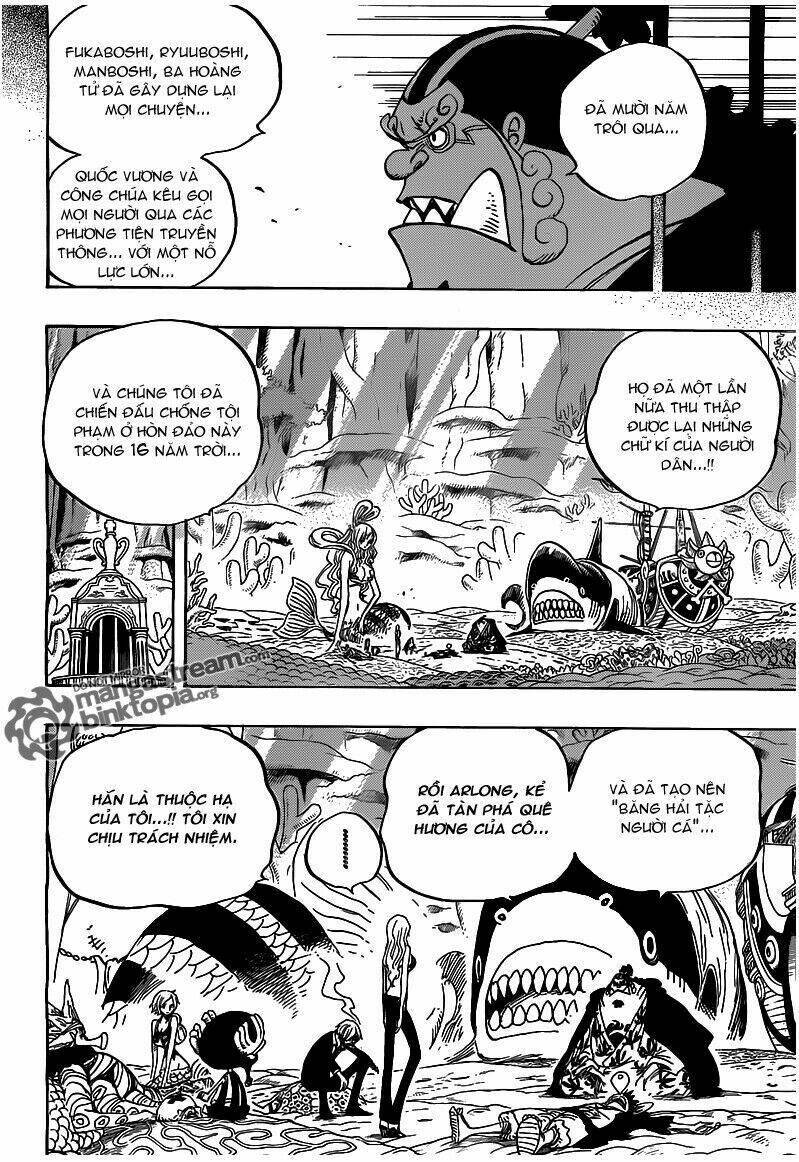 ĐÃ MƯỜI NĂM
TRÔI QUA...
FUKABOSHI, RYUUBOSHI,
MANBOSHI, BA HOÀNG
TỬ ĐÃ GÂY DỰNG LẠI
MỌI CHUYỆN...
QUỐC VƯƠNG VÀ
CÔNG CHÚA KÊU GỌI
MỌI NGƯỜI QUA CÁC
PHƯƠNG TIỆN TRUYỀN
THÔNG... VỚI MỘT NỖ
LỰC LỚN...
HỌ ĐÃ MỘT LẦN
NỮA THU THẬP
ĐƯỢC LẠI NHỮNG
CHỮ KÍ CỦA NGƯỜI
DÂN...!!
VÀ CHÚNG TÔI ĐÃ
CHIẾN ĐẤU CHỐNG TỘI
PHẠM Ở HÒN ĐẢO NÀY
TRONG 16 NĂM TRỜI...
mangastream.com
binktopia.org
VÀ ĐÃ TẠO NÊN
"BĂNG HẢI TẶC
NGƯỜI CÁ"...
RỒI ARLONG, KẺ
ĐÃ TÀN PHÁ QUÊ
HƯƠNG CỦA CÔ...
HẮN LÀ THUỘC HẠ
CỦA TÔI...!! TÔI XIN
CHỊU TRÁCH NHIỆM.